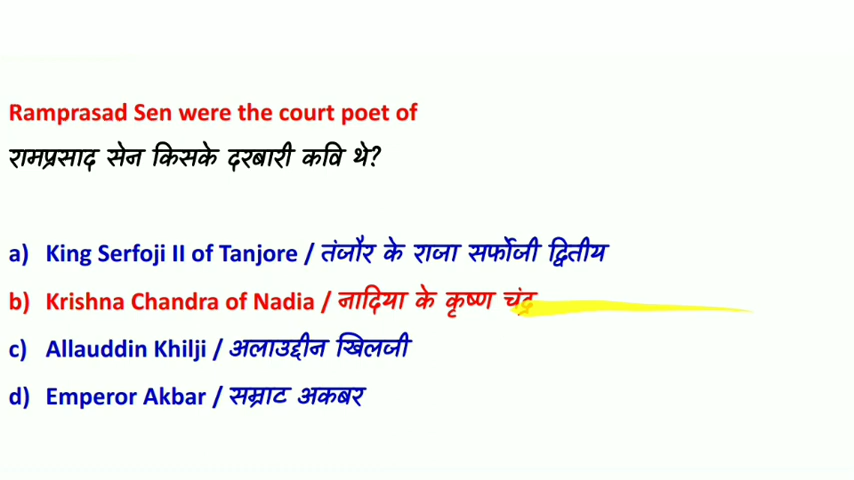 Ramprasad Sen were the court poet of
रामप्रसाद सेन किसके दरबारी कवि थे?
a) King Serfoji II of Tanjore / तंजौर के राजा सर्फोजी द्वितीय
b) Krishna Chandra of Nadia / नादिया के कृष्ण चंद्र
c) Allauddin Khilji / अलाउद्दीन खिलजी
d) Emperor Akbar / सम्राट अकबर